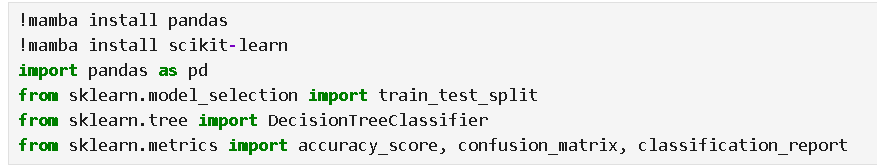 !mamba install pandas
!mamba install scikit-learn
import pandas as pd
from sklearn.model_selection import train_test_split
from sklearn.tree import DecisionTreeClassifier
from sklearn.metrics import accuracy_score, confusion_matrix, classification_report